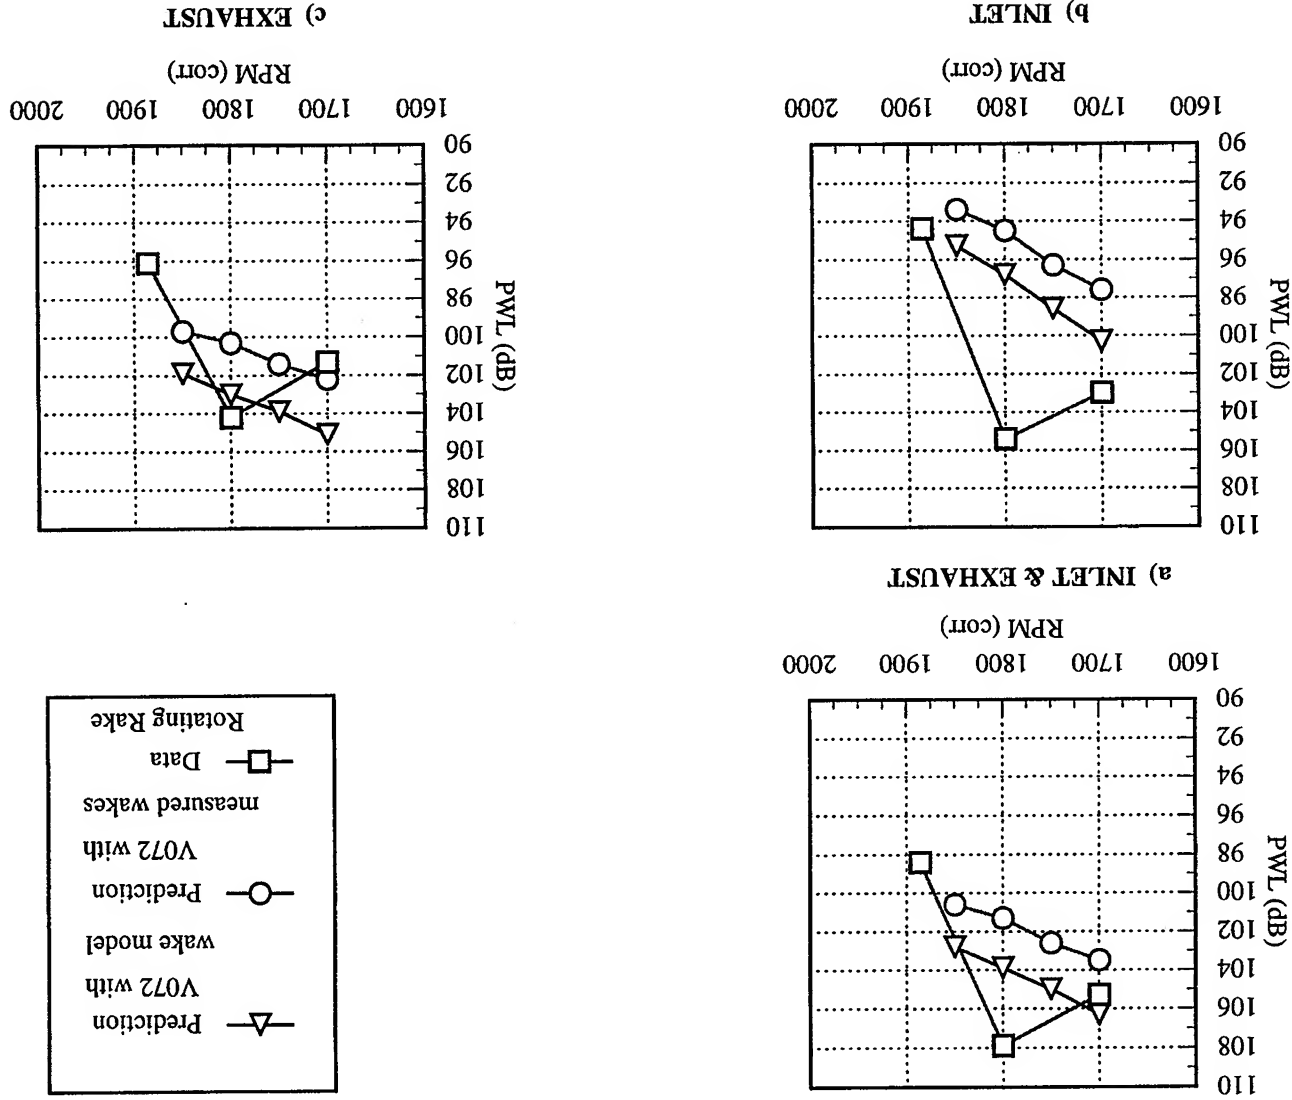 110
108
106
104
102
100
98
96
94
92
90
PWL (dB)
1600 1700 1800 1900 2000
RPM (corr)
a) INLET & EXHAUST
Prediction
V072 with
wake model
Prediction
V072 with
measured wakes
Data
Rotating Rake
110
108
106
104
102
100
98
96
94
92
90
PWL (dB)
1600 1700 1800 1900 2000
RPM (corr)
b) INLET
110
108
106
104
102
100
98
96
94
92
90
PWL (dB)
1600 1700 1800 1900 2000
RPM (corr)
c) EXHAUST